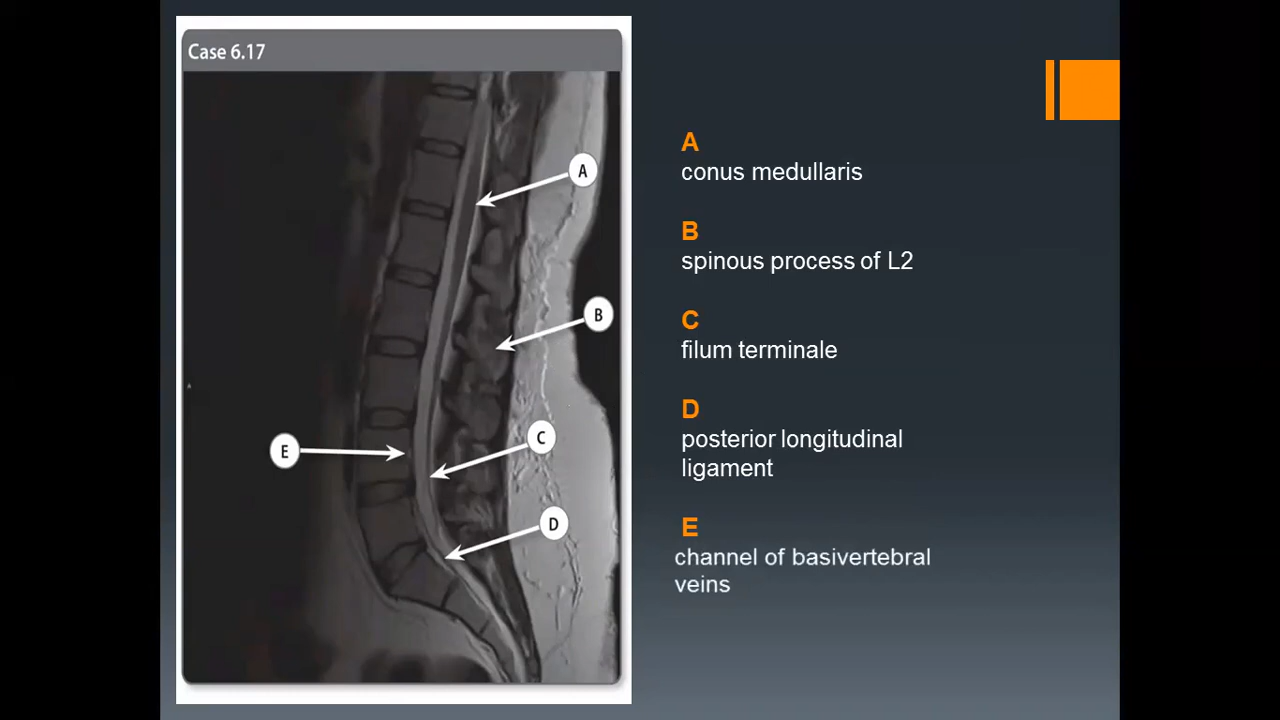 Case 6.17
A
B
C
D
E
A
conus medullaris
B
spinous process of L2
C
filum terminale
D
posterior longitudinal
ligament
E
channel of basivertebral
veins